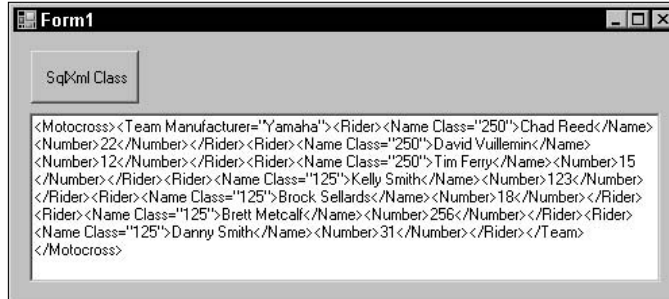 Form1
SqlXml Class
<Motocross><Team Manufacturer="Yamaha"><Rider><Name Class="250">Chad Reed</Name>
<Number>22</Number></Rider><Rider><Name Class="250">David Vuillemin</Name>
<Number>12</Number></Rider><Rider><Name Class="250">Tim Ferry</Name><Number>15
</Number></Rider><Rider><Name Class="125">Kelly Smith</Name><Number>123</Number>
</Rider><Rider><Name Class="125">Brock Sellards</Name><Number>18</Number></Rider>
<Rider><Name Class="125">Brett Metcalf</Name><Number>256</Number></Rider><Rider>
<Name Class="125">Danny Smith</Name><Number>31</Number></Rider></Team>
</Motocross>